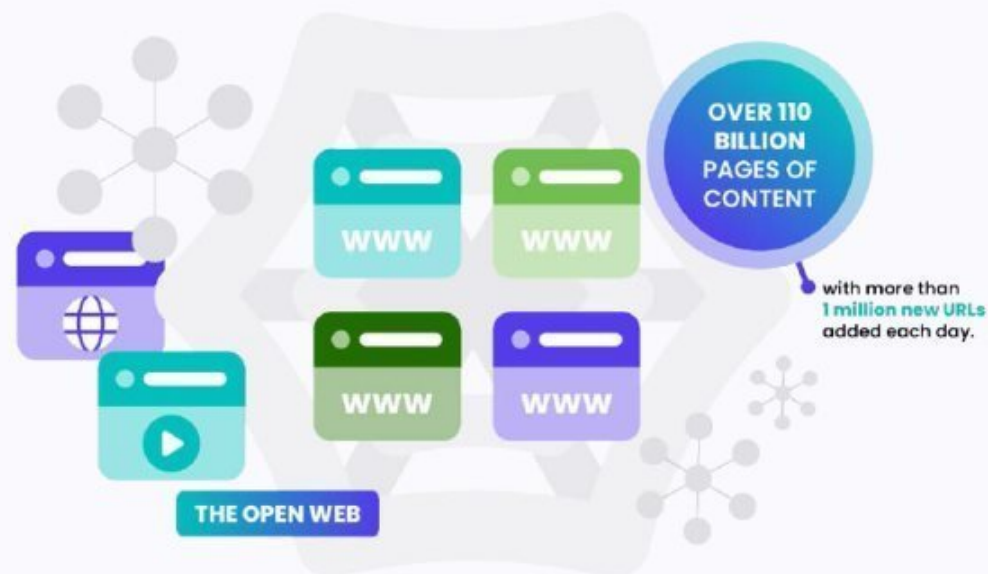 OVER 110
BILLION
PAGES OF
CONTENT
www
www
with more than
1 million new URLs
added each day.
www
www
THE OPEN WEB